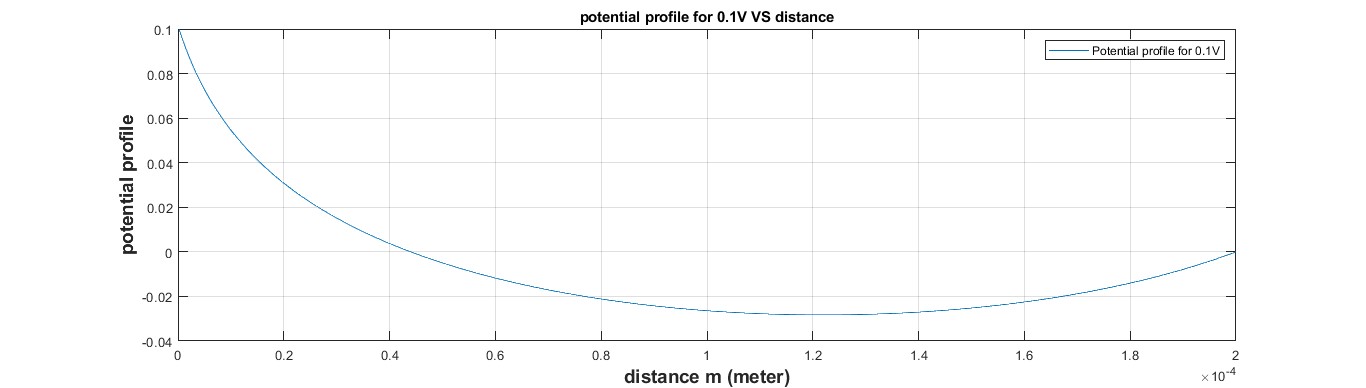 potential profile for 0.1V VS distance
Potential profile for 0.1V
potential profile
0.1
0.08
0.06
0.04
0.02
0
-0.02
-0.04
0 0.2 0.4 0.6 0.8 1 1.2 1.4 1.6 1.8 2
distance m (meter)
×10-4